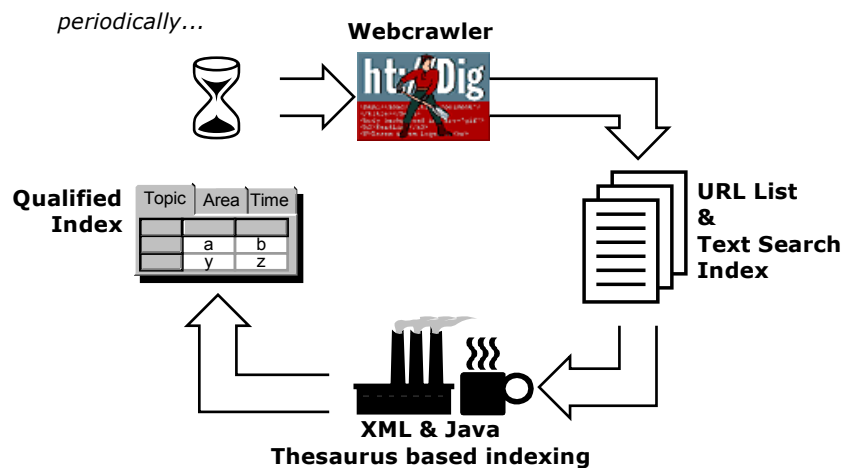 periodically...
Webcrawler
ht://Dig
Qualified
Index
Topic Area Time
a b
y z
URL List
&
Text Search
Index
XML & Java
Thesaurus based indexing